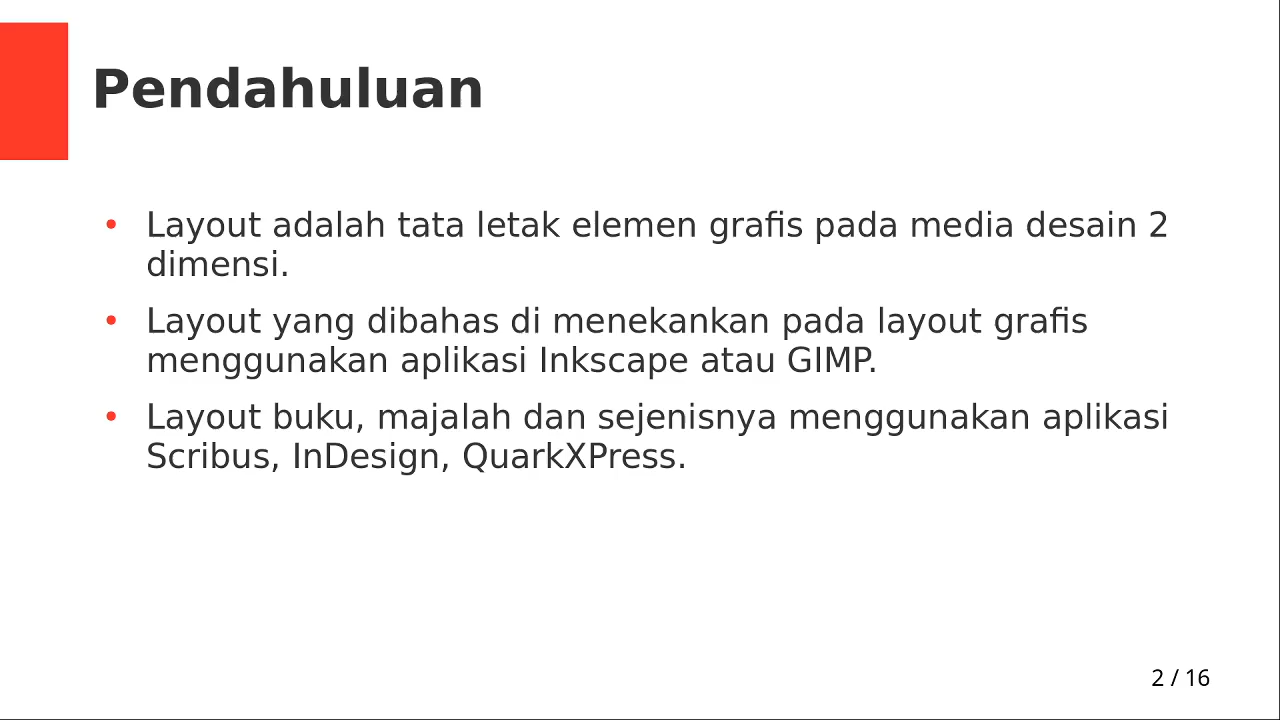 Pendahuluan
• Layout adalah tata letak elemen grafis pada media desain 2
dimensi.
• Layout yang dibahas di menekankan pada layout grafis
menggunakan aplikasi Inkscape atau GIMP.
• Layout buku, majalah dan sejenisnya menggunakan aplikasi
Scribus, InDesign, QuarkXPress.
2 / 16